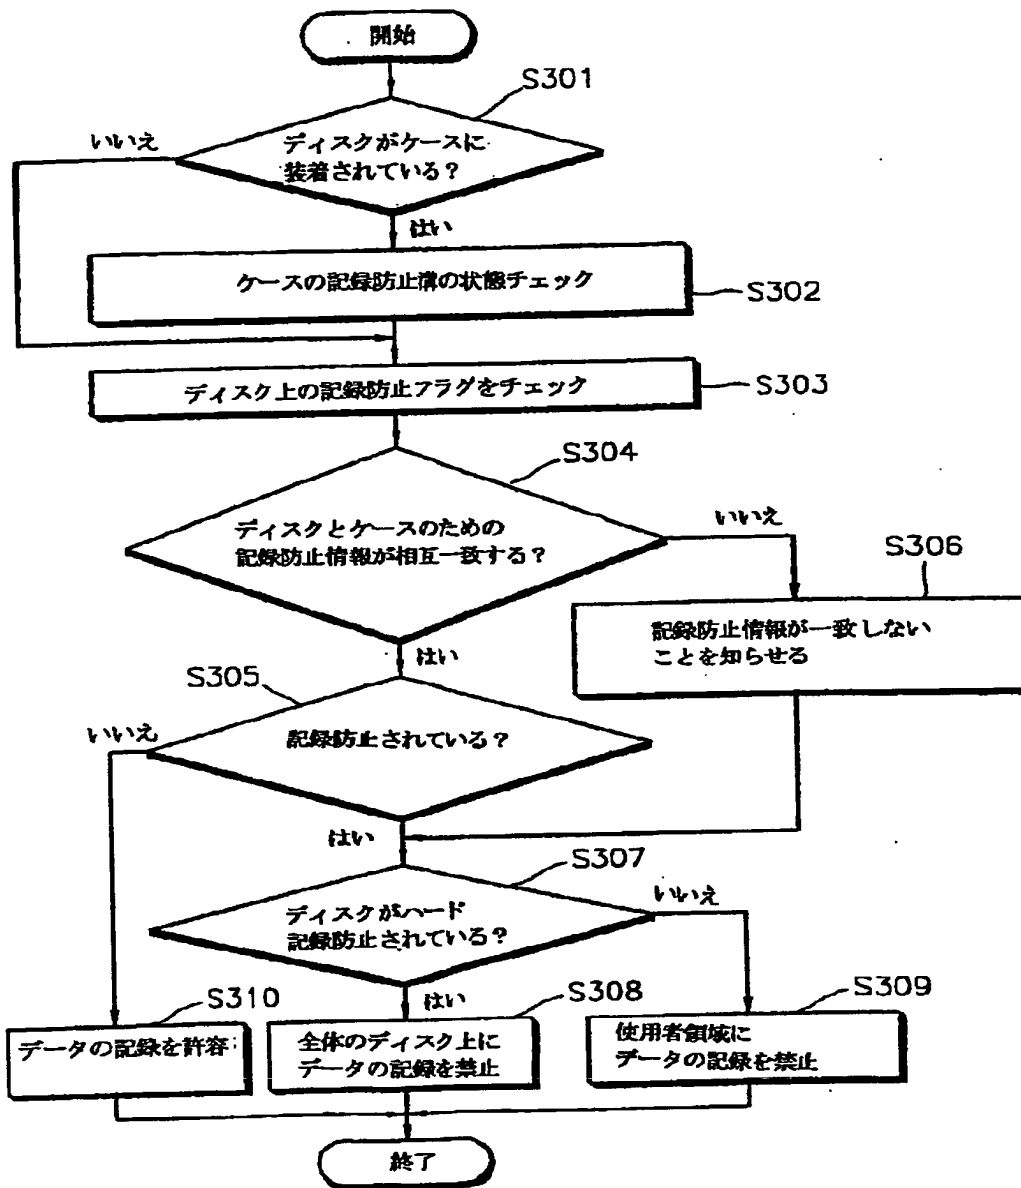 開始
S301
いいえ
ディスクがケースに
装着されている?
はい
ケースの記録防止溝の状態チェック
S302
ディスク上の記録防止フラグをチェック
S303
S304
ディスクとケースのための
記録防止情報が相互一致する?
いいえ
S306
記録防止情報が一致しない
ことを知らせる
はい
S305
いいえ
記録防止されている?
はい
S307
いいえ
ディスクがハード
記録防止されている?
はい
S310
S308
S309
データの記録を許容
全体のディスク上に
データの記録を禁止
使用者領域に
データの記録を禁止
終了